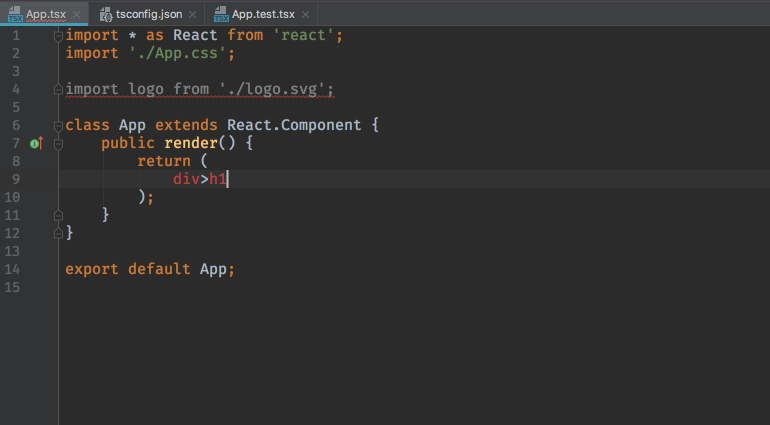 App.tsx tsconfig.json App.test.tsx
1 import * as React from 'react';
2 import './App.css';
3
4 import logo from './logo.svg';
5
6 class App extends React.Component {
7 public render() {
8 return (
9 div>h1
10 );
11 }
12 }
13
14 export default App;
15